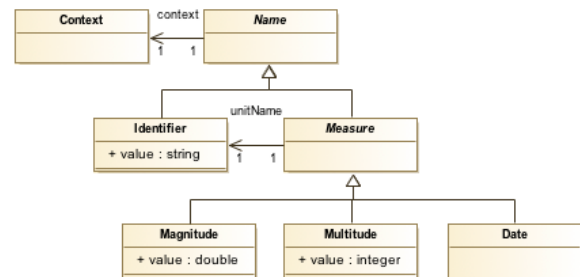 context
Context
Name
1 1
unitName
Identifier
Measure
+ value : string
1 1
Magnitude
Multitude
Date
+ value : double
+ value : integer